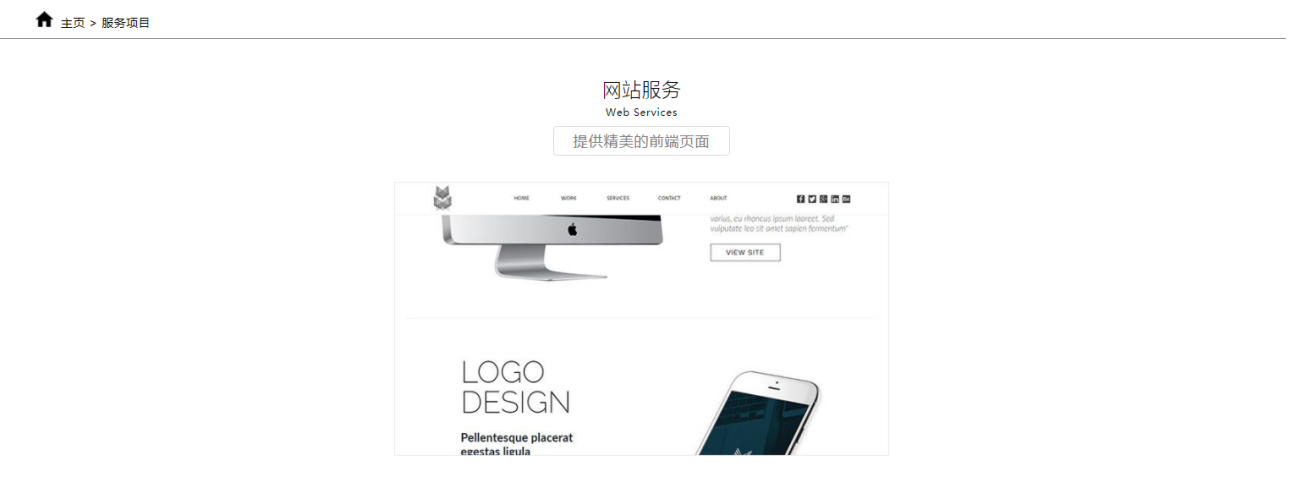 主页 > 服务项目
网站服务
Web Services
提供精美的前端页面
HOME WORK SERVICES CONTACT ABOUT
varius, eu rhoncus ipsum laoreet. Sed
vulputate leo sit amet sapien fermentum"
VIEW SITE
LOGO
DESIGN
Pellentesque placerat
egestas ligula